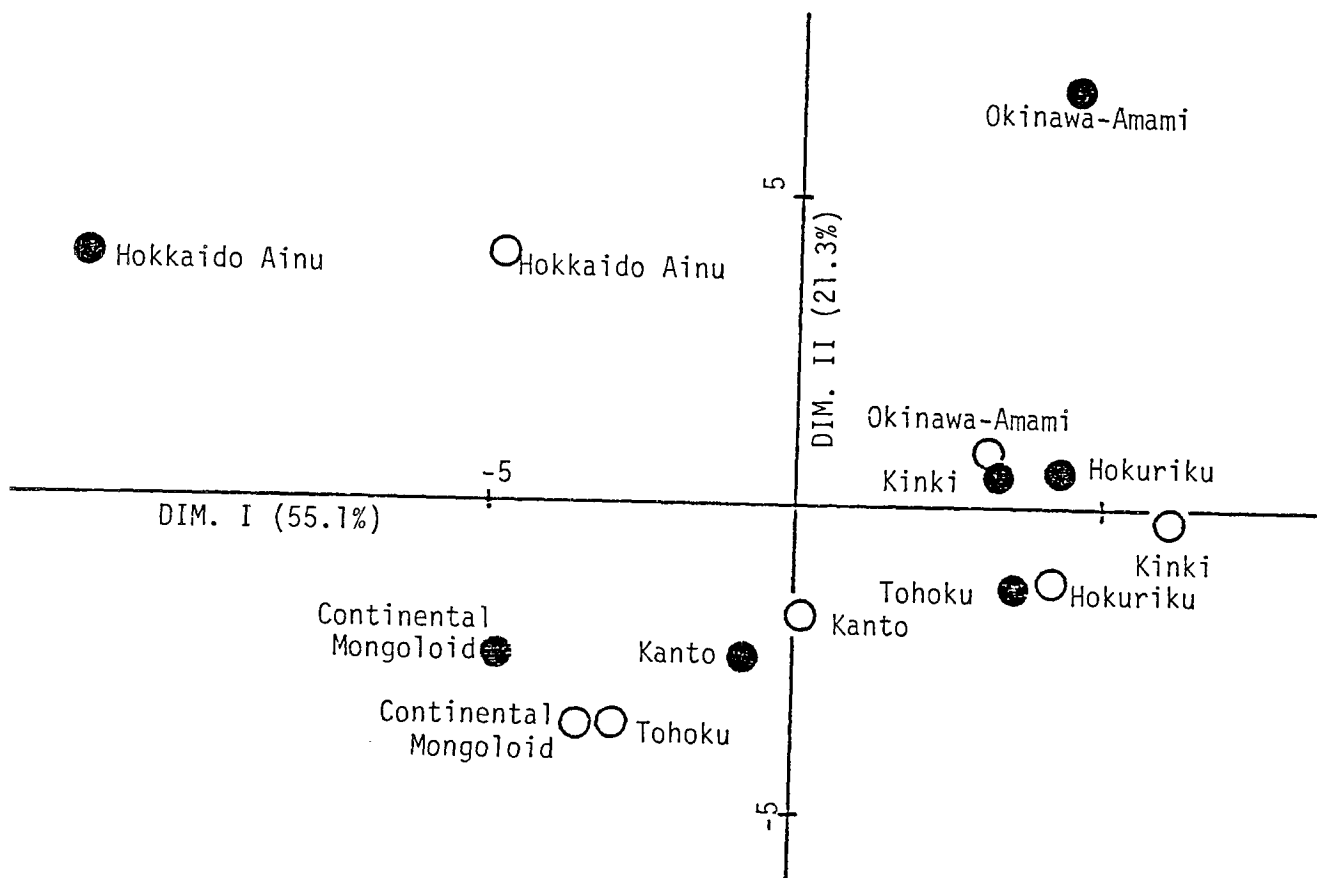 Okinawa-Amami
5
Hokkaido Ainu
Hokkaido Ainu
DIM. II (21.3%)
Okinawa-Amami
-5
Kinki
Hokuriku
DIM. I (55.1%)
Kinki
Tohoku
Hokuriku
Continental
Mongoloid
Kanto
Kanto
Continental
Mongoloid
Tohoku
-5